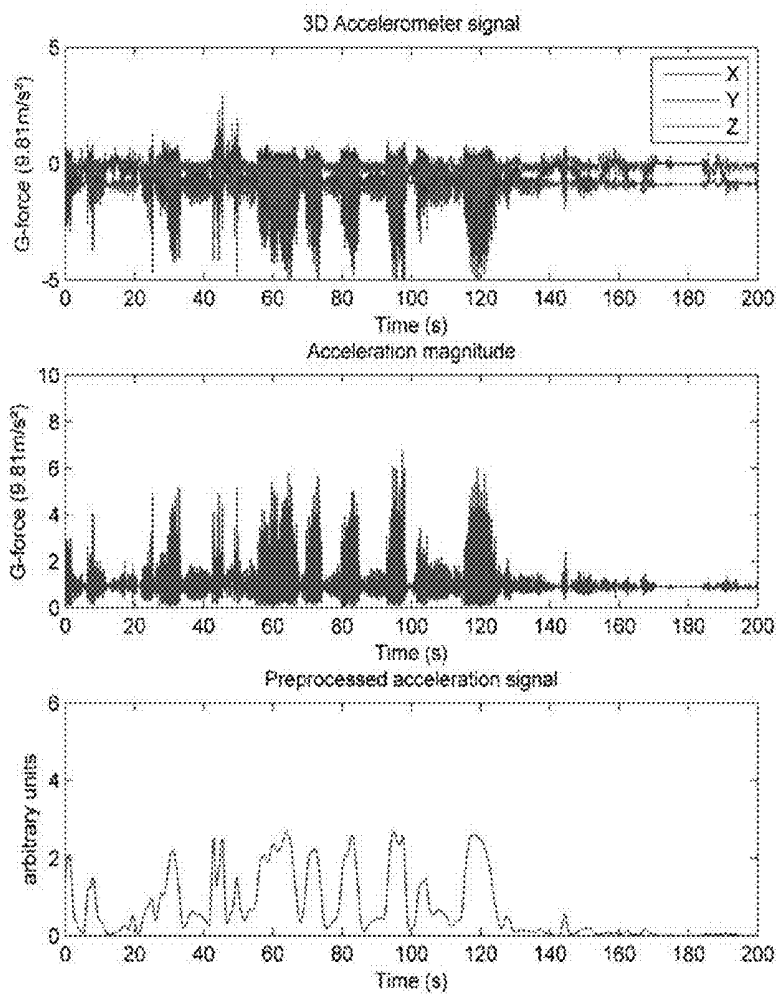 3D Accelerometer signal
6
0
-5
G-force (9.81m/s²)
X
Y
Z
0 20 40 60 80 100 120 140 160 180 200
Time (s)
Acceleration magnitude
10
8
6
4
2
0
G-force (9.81m/s²)
0 20 40 60 80 100 120 140 160 180 200
Time (s)
Preprocessed acceleration signal
6
4
2
0
arbitrary units
0 20 40 60 80 100 120 140 160 180 200
Time (s)